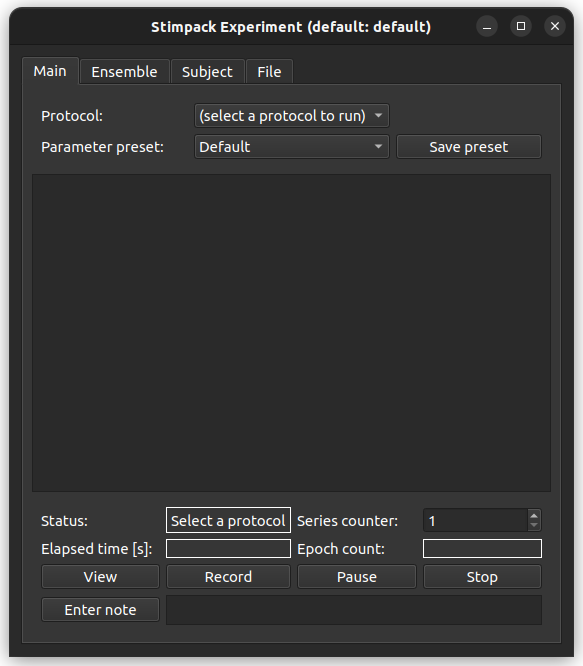 Stimpack Experiment (default: default)
Main Ensemble Subject File
Protocol: (select a protocol to run)
Parameter preset: Default Save preset
Status: Select a protocol Series counter: 1
Elapsed time [s]: Epoch count:
View Record Pause Stop
Enter note